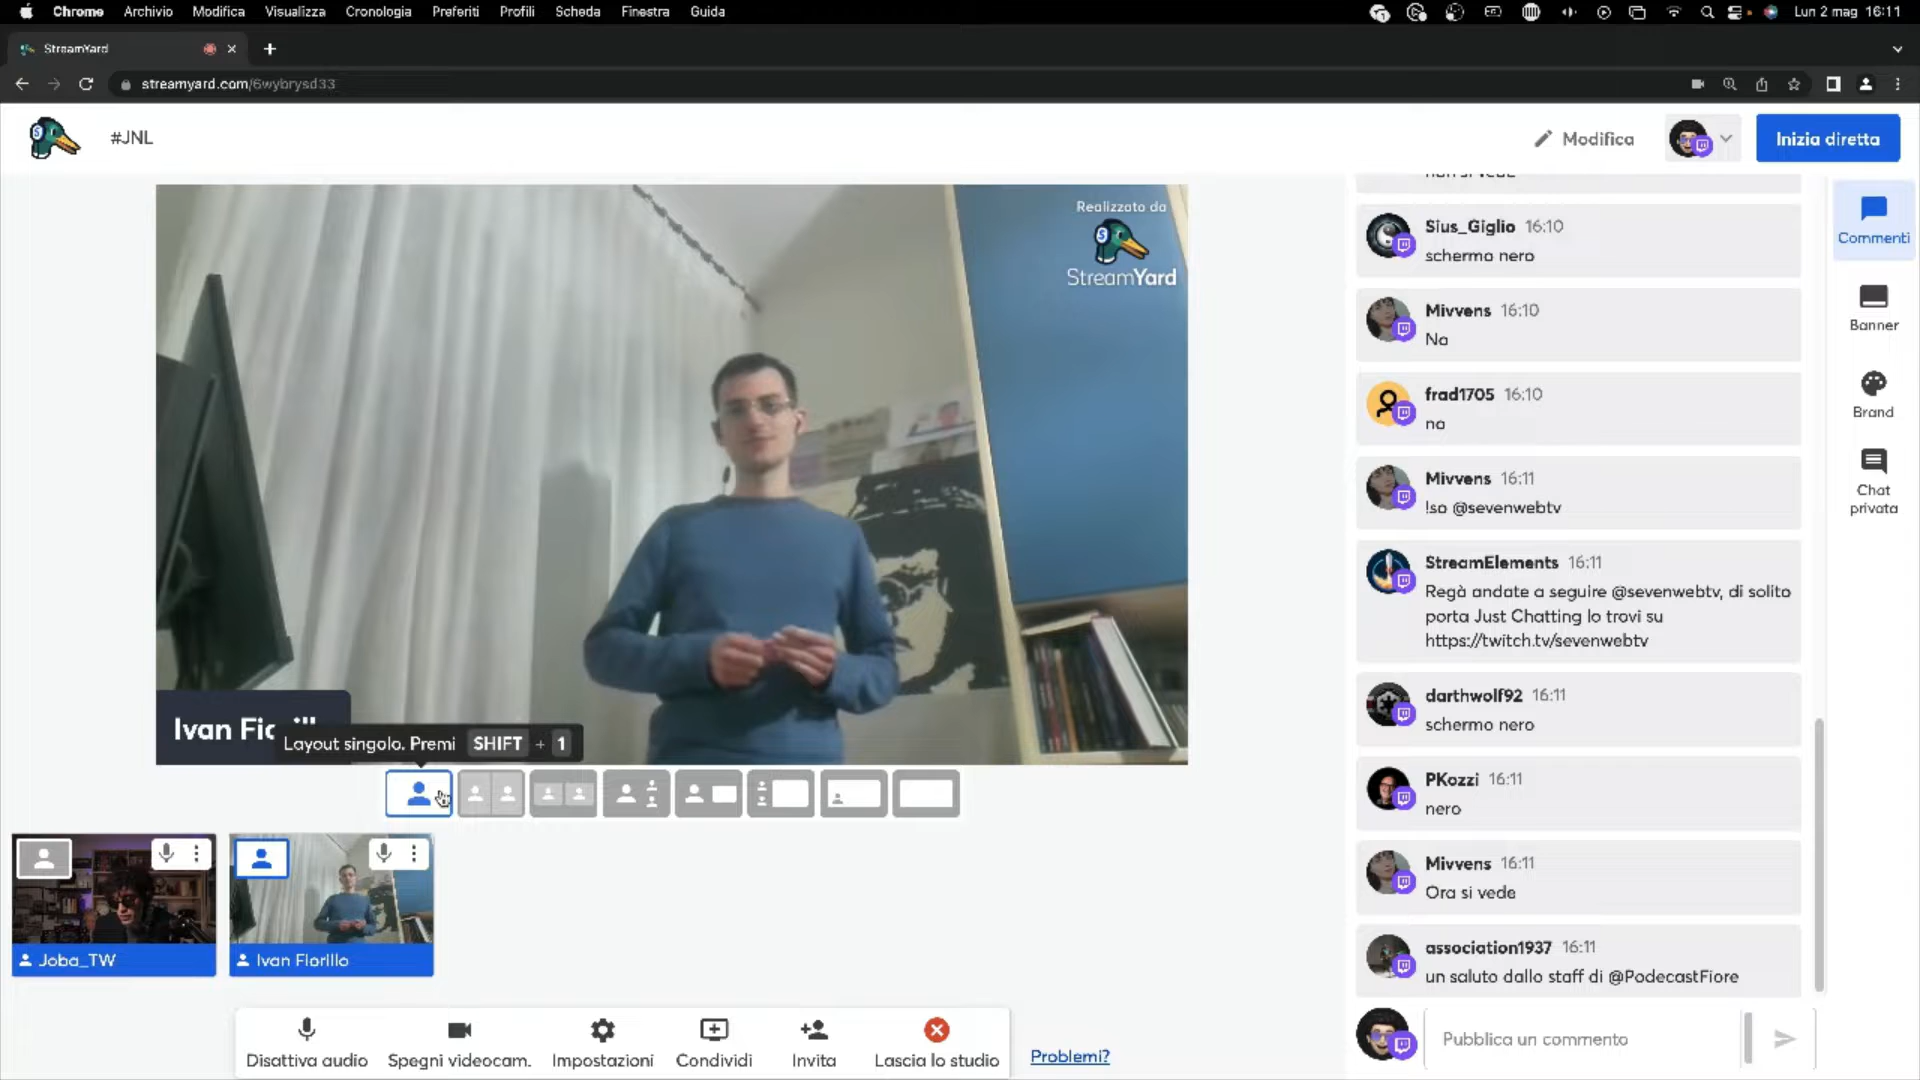 Chrome Archivio Modifica Visualizza Cronologia Preferiti Profili Scheda Finestra Guida
Lun 2 mag 16:11
StreamYard
streamyard.com/6wybrysd33
#JNL
Modifica
Inizia diretta
Realizzato da
StreamYard
Ivan
Layout singolo. Premi SHIFT + 1
Joba_TW
Ivan Fiorillo
Disattiva audio
Spegni videocam.
Impostazioni
Condividi
Invita
Lascia lo studio
Problemi?
Sius_Giglio 16:10
schermo nero
Mivvens 16:10
No
frad1705 16:10
no
Mivvens 16:11
!so @sevenwebtv
StreamElements 16:11
Regà andate a seguire @sevenwebtv, di solito
porta Just Chatting lo trovi su
https://twitch.tv/sevenwebtv
darthwolf92 16:11
schermo nero
PKozzi 16:11
nero
Mivvens 16:11
Ora si vede
association1937 16:11
un saluto dallo staff di @PodecastFiore
Pubblica un commento
Commenti
Banner
Brand
Chat
privata